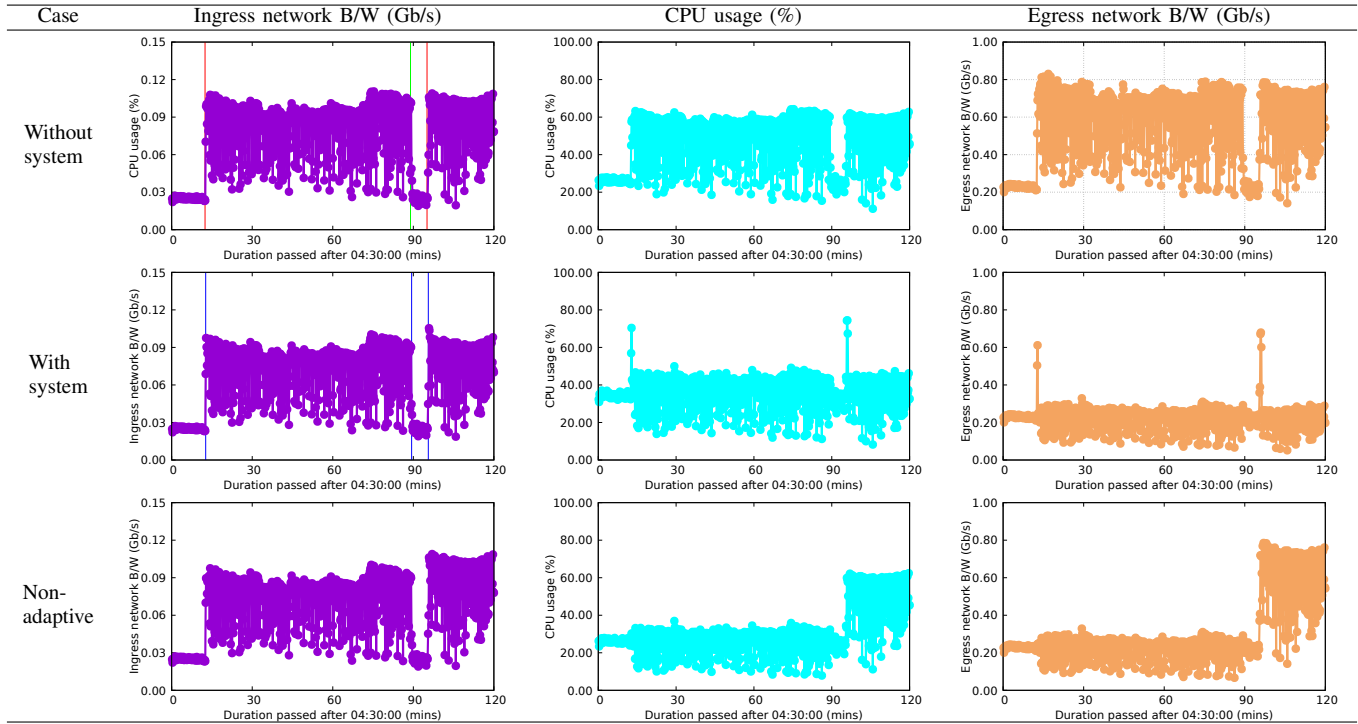 Case Ingress network B/W (Gb/s) CPU usage (%) Egress network B/W (Gb/s)
Without
system
CPU usage (%)
0.15
0.12
0.09
0.06
0.03
0.00
0 30 60 90 120
Duration passed after 04:30:00 (mins)
CPU usage (%)
100.00
80.00
60.00
40.00
20.00
0.00
0 30 60 90 120
Duration passed after 04:30:00 (mins)
Egress network B/W (Gb/s)
1.00
0.80
0.60
0.40
0.20
0.00
0 30 60 90 120
Duration passed after 04:30:00 (mins)
With
system
Ingress network B/W (Gb/s)
0.15
0.12
0.09
0.06
0.03
0.00
0 30 60 90 120
Duration passed after 04:30:00 (mins)
CPU usage (%)
100.00
80.00
60.00
40.00
20.00
0.00
0 30 60 90 120
Duration passed after 04:30:00 (mins)
Egress network B/W (Gb/s)
1.00
0.80
0.60
0.40
0.20
0.00
0 30 60 90 120
Duration passed after 04:30:00 (mins)
Non-
adaptive
Ingress network B/W (Gb/s)
0.15
0.12
0.09
0.06
0.03
0.00
0 30 60 90 120
Duration passed after 04:30:00 (mins)
CPU usage (%)
100.00
80.00
60.00
40.00
20.00
0.00
0 30 60 90 120
Duration passed after 04:30:00 (mins)
Egress network B/W (Gb/s)
1.00
0.80
0.60
0.40
0.20
0.00
0 30 60 90 120
Duration passed after 04:30:00 (mins)